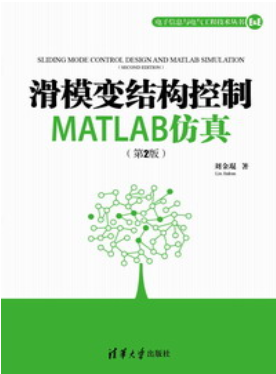 电子信息与电气工程技术丛书 E&E
SLIDING MODE CONTROL DESIGN AND MATLAB SIMULATION
(SECOND EDITION)
滑模变结构控制
MATLAB仿真
(第2版)
刘金琨 著
Liu Jinkun
清华大学出版社